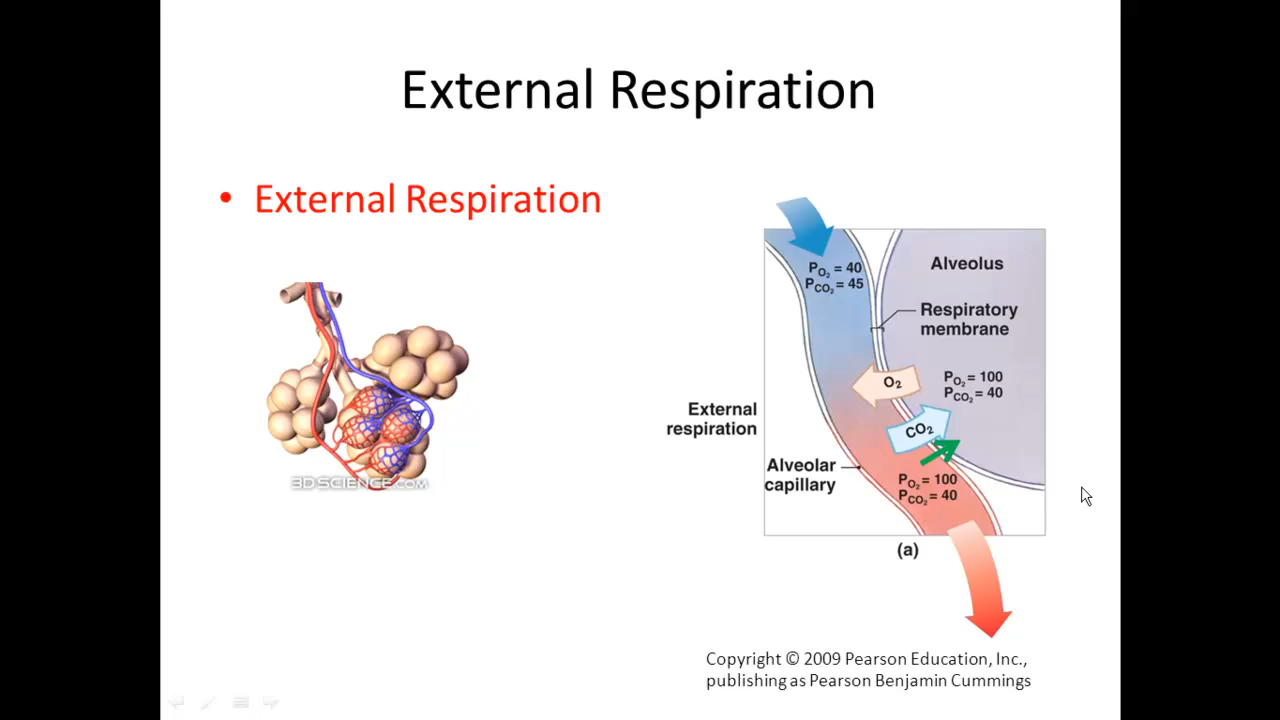 External Respiration
• External Respiration
3DSCIENCE.COM
PO2 = 40
PCO2 = 45
Alveolus
Respiratory
membrane
O2
PO2 = 100
PCO2 = 40
External
respiration
CO2
Alveolar
capillary
PO2 = 100
PCO2 = 40
(a)
Copyright © 2009 Pearson Education, Inc.,
publishing as Pearson Benjamin Cummings